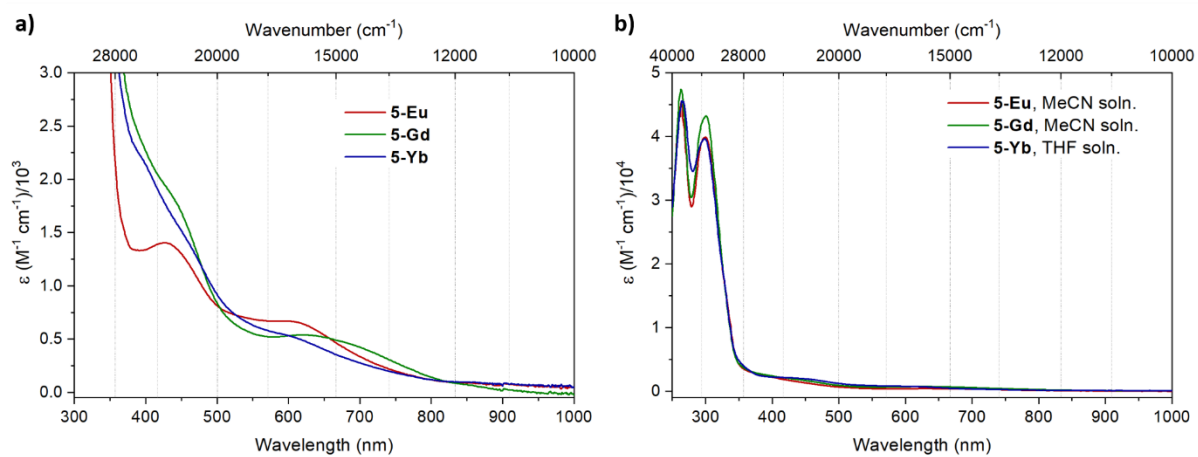 a)
Wavenumber (cm⁻¹)
28000 20000 15000 12000 10000
3.0
2.5
2.0
1.5
1.0
0.5
0.0
ε (M⁻¹ cm⁻¹)/10³
5-Eu
5-Gd
5-Yb
300 400 500 600 700 800 900 1000
Wavelength (nm)
b)
Wavenumber (cm⁻¹)
40000 28000 20000 15000 12000 10000
5
4
3
2
1
0
ε (M⁻¹ cm⁻¹)/10⁴
5-Eu, MeCN soln.
5-Gd, MeCN soln.
5-Yb, THF soln.
300 400 500 600 700 800 900 1000
Wavelength (nm)